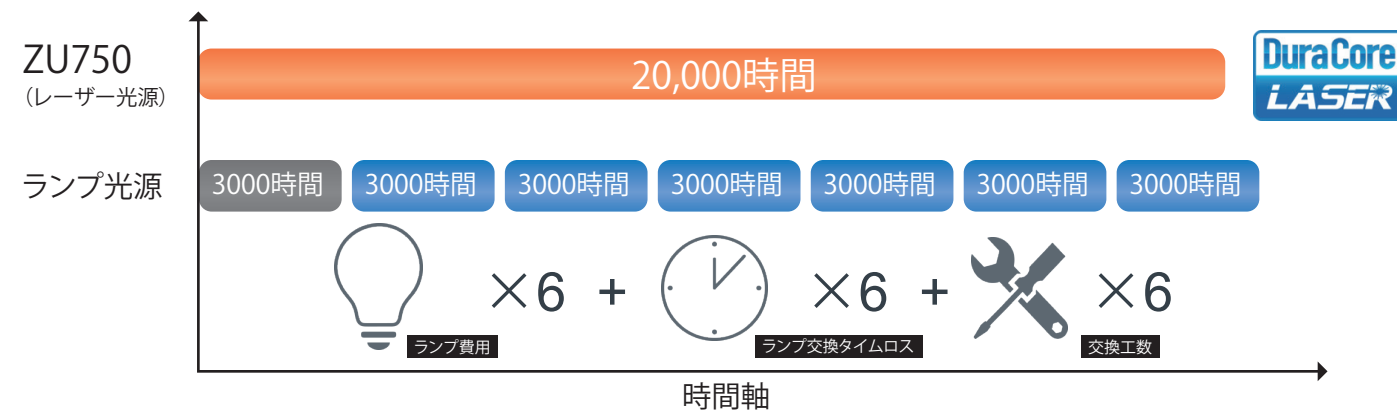 ZU750
(レーザー光源)
20,000時間
DuraCore
LASER
ランプ光源
3000時間 3000時間 3000時間 3000時間 3000時間 3000時間 3000時間
×6 + ×6 + ×6
ランプ費用 ランプ交換タイムロス 交換工数
時間軸